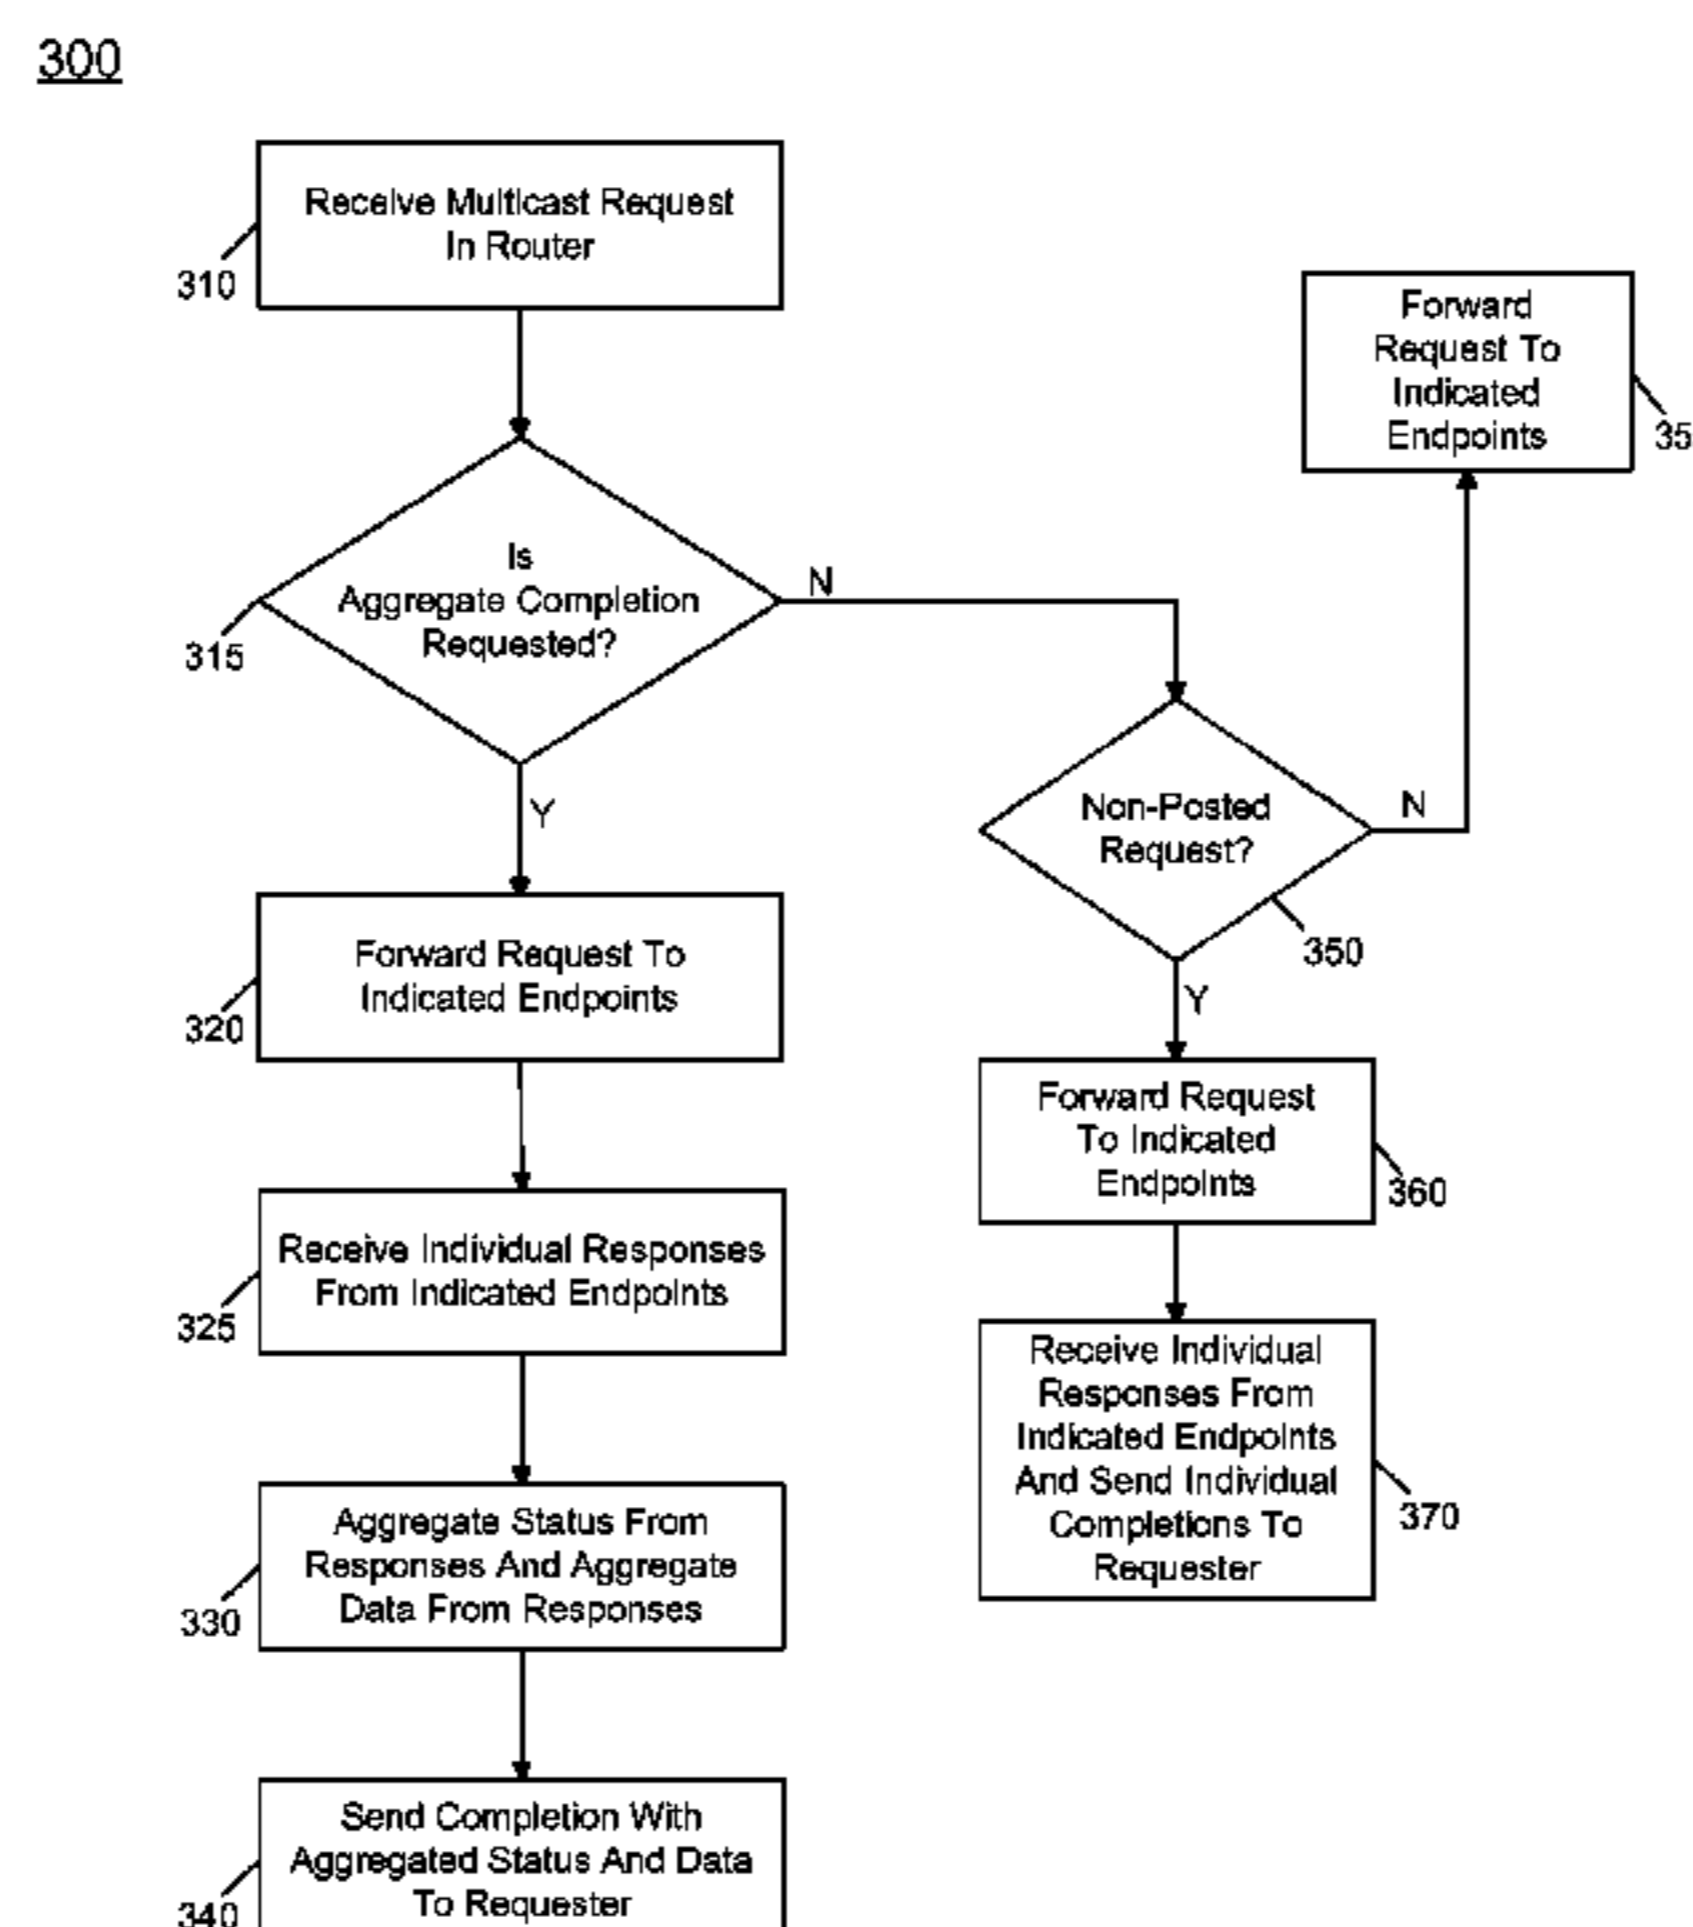 300
Receive Multicast Request
In Router
310
Forward
Request To
Indicated
Endpoints
35
Is
Aggregate Completion
Requested?
315
N
Y
Non-Posted
Request?
N
350
Y
Forward Request To
Indicated Endpoints
320
Forward Request
To Indicated
Endpoints
360
Receive Individual Responses
From Indicated Endpoints
325
Receive Individual
Responses From
Indicated Endpoints
And Send Individual
Completions To
Requester
370
Aggregate Status From
Responses And Aggregate
Data From Responses
330
Send Completion With
Aggregated Status And Data
To Requester
340